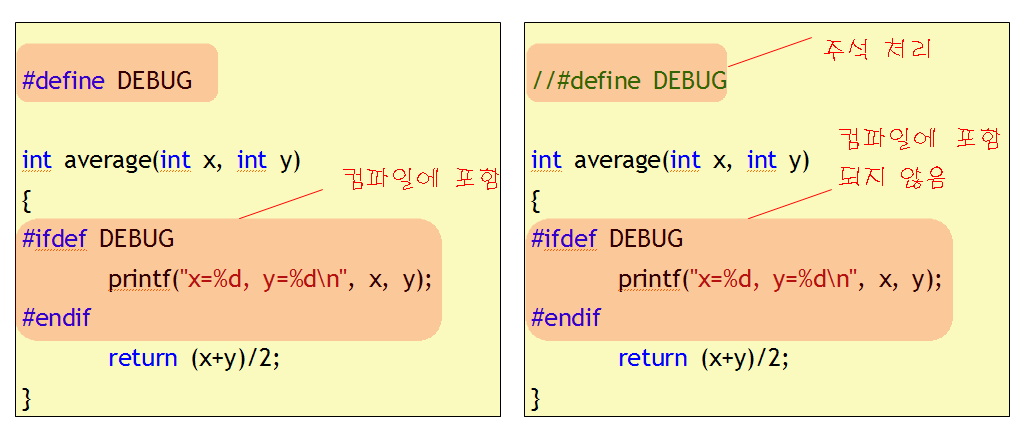 #define DEBUG
int average(int x, int y)
컴파일에 포함
{
#ifdef DEBUG
printf("x=%d, y=%d\n", x, y);
#endif
return (x+y)/2;
}
//#define DEBUG
주석 처리
int average(int x, int y)
컴파일에 포함
되지 않음
{
#ifdef DEBUG
printf("x=%d, y=%d\n", x, y);
#endif
return (x+y)/2;
}